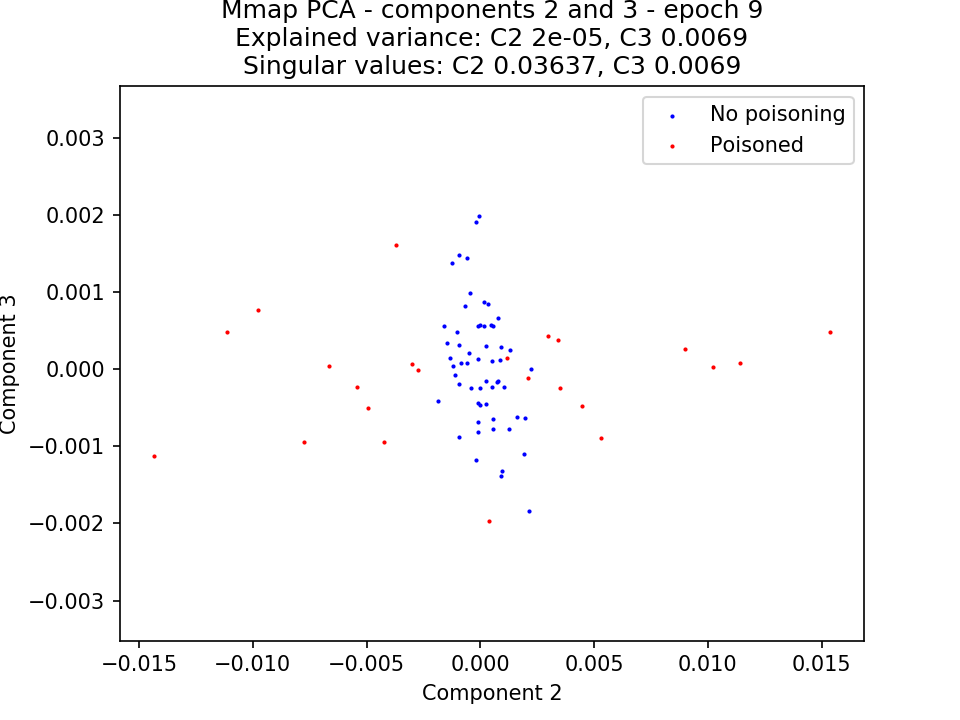 Mmap PCA - components 2 and 3 - epoch 9
Explained variance: C2 2e-05, C3 0.0069
Singular values: C2 0.03637, C3 0.0069
No poisoning
Poisoned
0.003
0.002
0.001
0.000
−0.001
−0.002
−0.003
Component 3
−0.015
−0.010
−0.005
0.000
0.005
0.010
0.015
Component 2